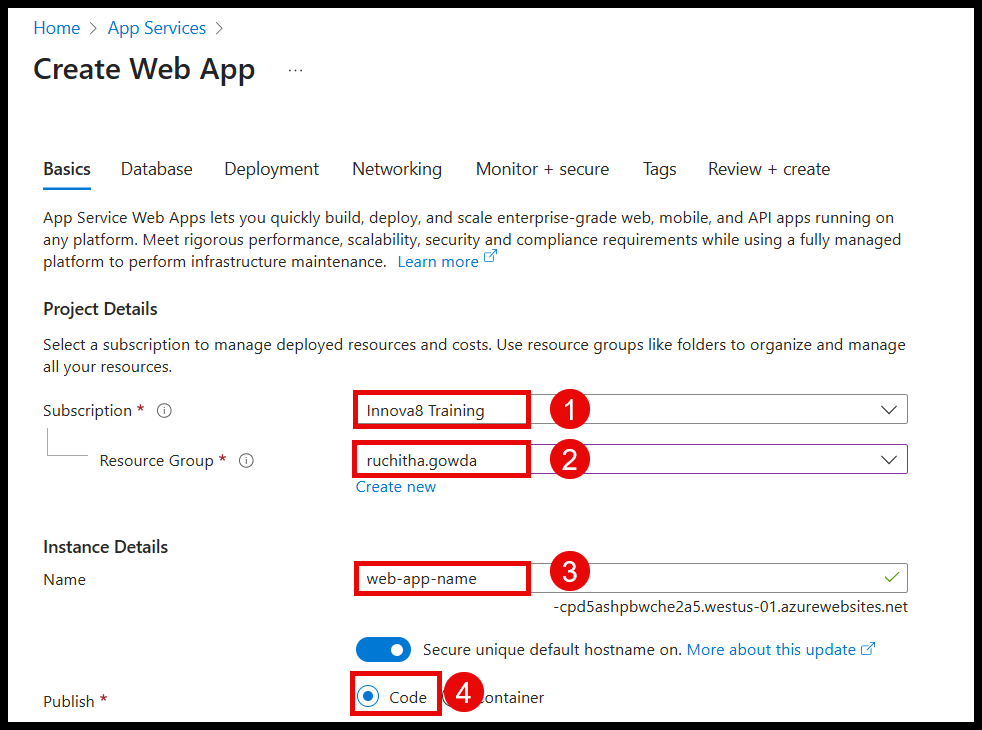 Home > App Services >
Create Web App ...
Basics Database Deployment Networking Monitor + secure Tags Review + create
App Service Web Apps lets you quickly build, deploy, and scale enterprise-grade web, mobile, and API apps running on
any platform. Meet rigorous performance, scalability, security and compliance requirements while using a fully managed
platform to perform infrastructure maintenance. Learn more
Project Details
Select a subscription to manage deployed resources and costs. Use resource groups like folders to organize and manage
all your resources.
Subscription * Innova8 Training 1
Resource Group * ruchitha.gowda 2
Create new
Instance Details
Name web-app-name 3
-cpd5ashpbwche2a5.westus-01.azurewebsites.net
Secure unique default hostname on. More about this update
Publish * Code 4 ontainer